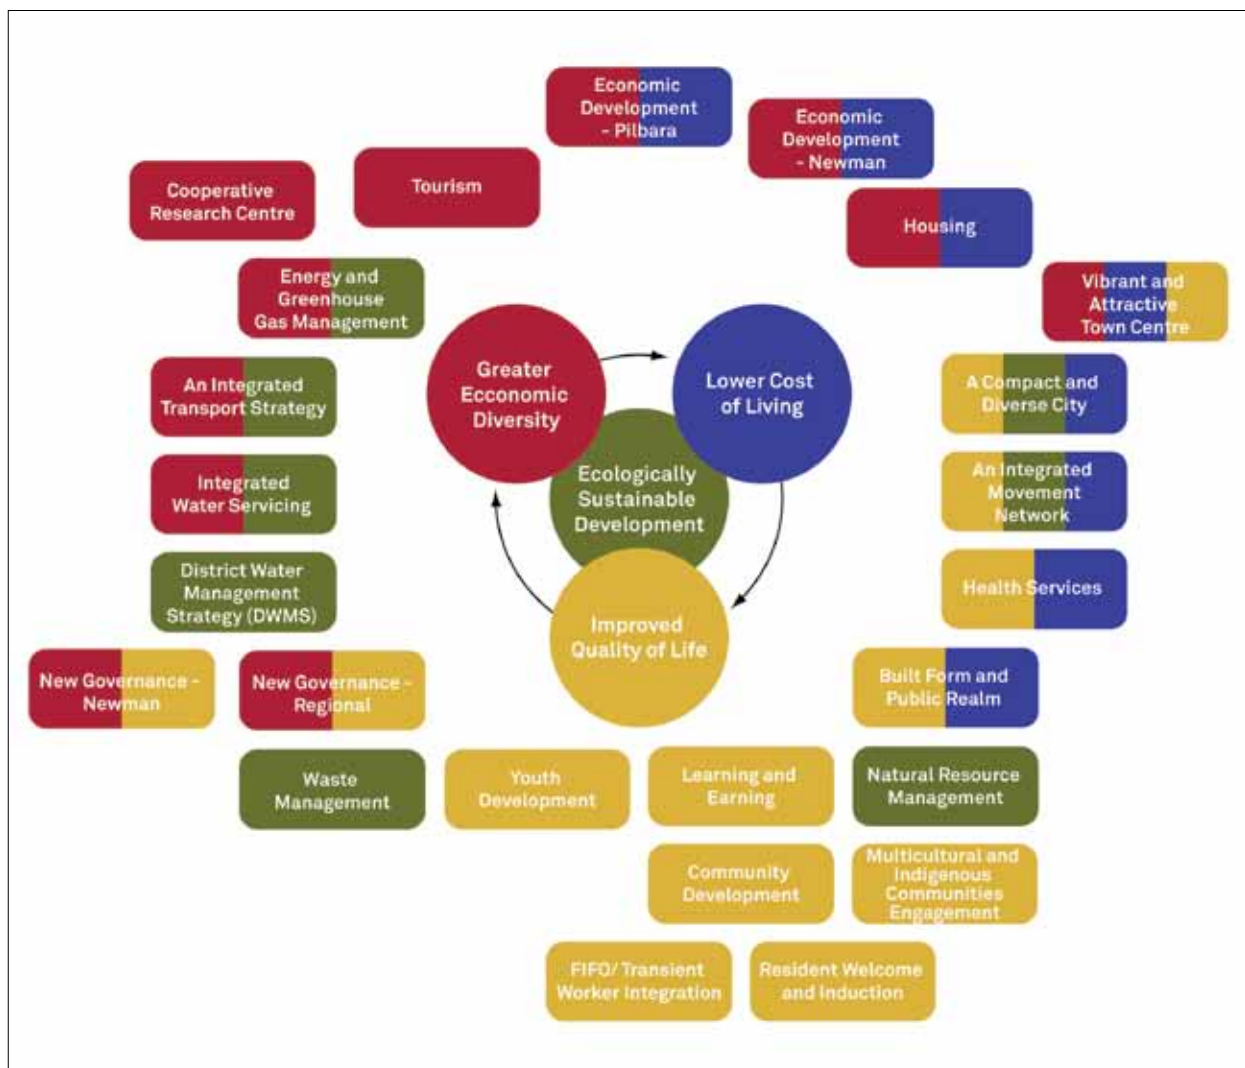 Economic
Development
- Pilbara
Economic
Development
- Newman
Cooperative
Research Centre
Tourism
Housing
Energy and
Greenhouse
Gas Management
Vibrant and
Attractive
Town Centre
Greater
Economic
Diversity
Lower Cost
of Living
An Integrated
Transport Strategy
A Compact and
Diverse City
Ecologically
Sustainable
Development
Integrated
Water Servicing
An Integrated
Movement
Network
District Water
Management
Strategy (DWMS)
Health Services
Improved
Quality of Life
New Governance -
Newman
New Governance -
Regional
Built Form and
Public Realm
Waste
Management
Youth
Development
Learning and
Earning
Natural Resource
Management
Community
Development
Multicultural and
Indigenous
Communities
Engagement
FIFO/ Transient
Worker Integration
Resident Welcome
and Induction